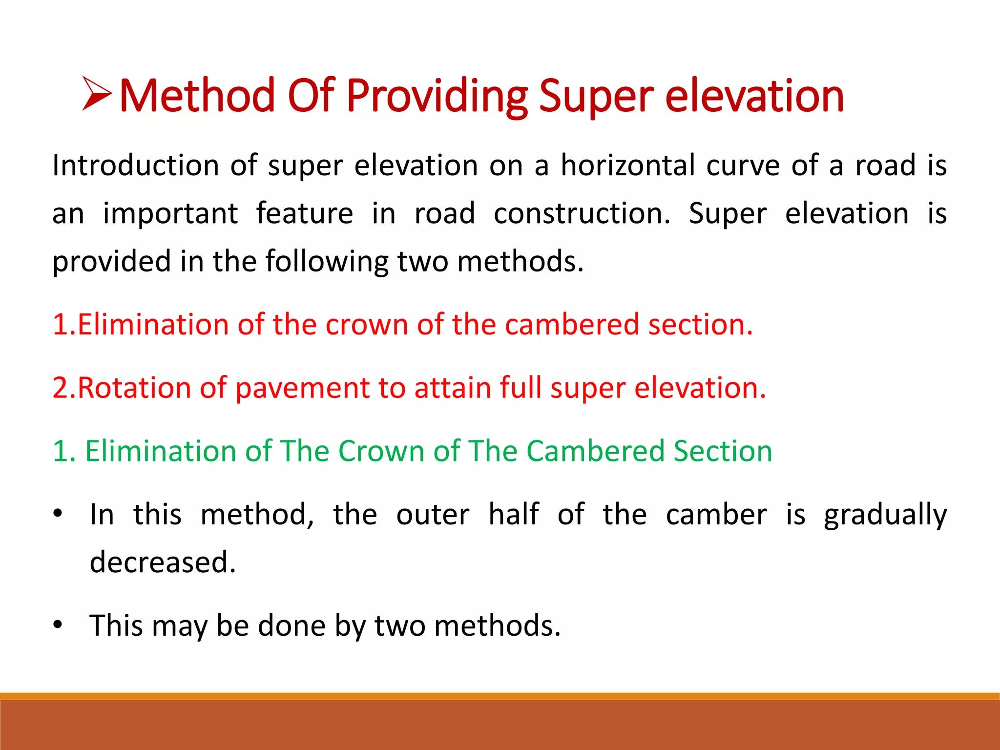 ➢Method Of Providing Super elevation
Introduction of super elevation on a horizontal curve of a road is
an important feature in road construction. Super elevation is
provided in the following two methods.
1.Elimination of the crown of the cambered section.
2.Rotation of pavement to attain full super elevation.
1. Elimination of The Crown of The Cambered Section
• In this method, the outer half of the camber is gradually
decreased.
• This may be done by two methods.